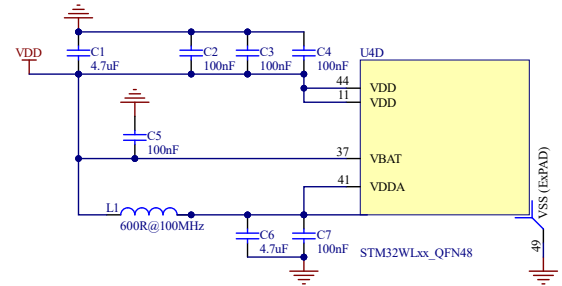 VDD
C1
4.7uF
C2
100nF
C3
100nF
C4
100nF
U4D
44
VDD
11
VDD
C5
100nF
37
VBAT
41
VDDA
VSS (ExPAD)
49
L1
600R@100MHz
C6
4.7uF
C7
100nF
STM32WLxx_QFN48